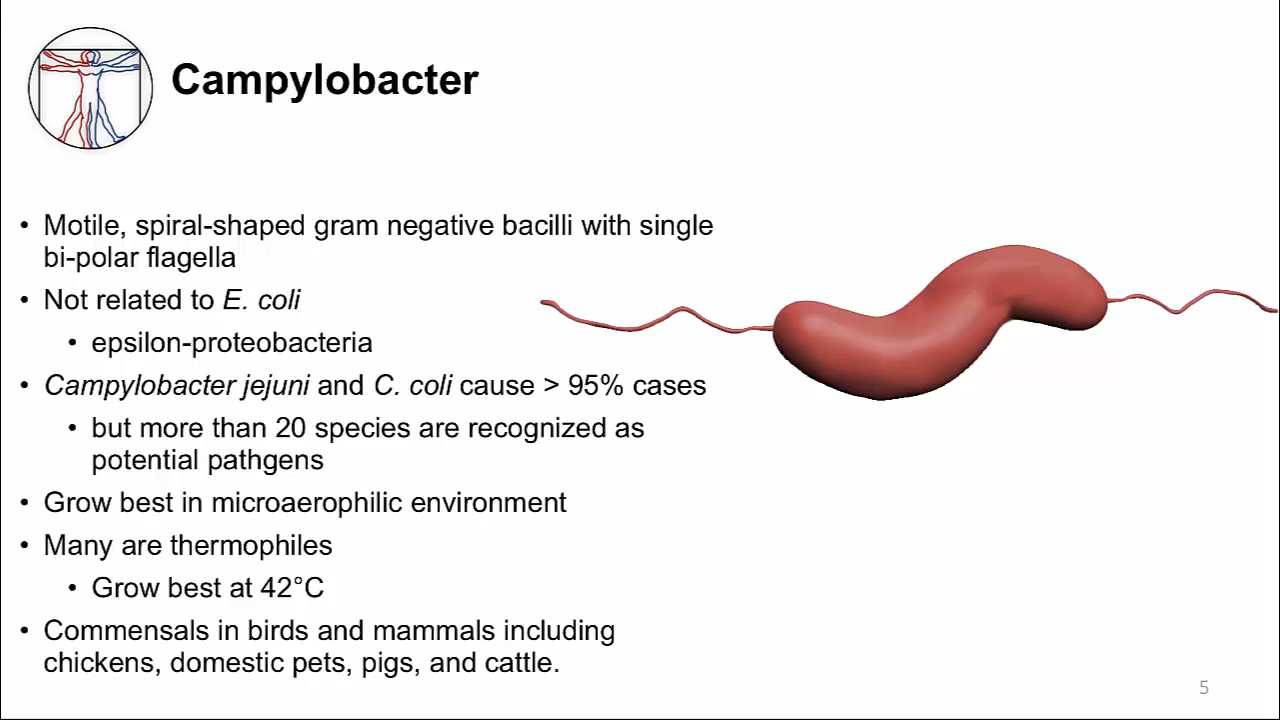 Campylobacter
• Motile, spiral-shaped gram negative bacilli with single
bi-polar flagella
• Not related to E. coli
• epsilon-proteobacteria
• Campylobacter jejuni and C. coli cause > 95% cases
• but more than 20 species are recognized as
potential pathgens
• Grow best in microaerophilic environment
• Many are thermophiles
• Grow best at 42°C
• Commensals in birds and mammals including
chickens, domestic pets, pigs, and cattle.
5